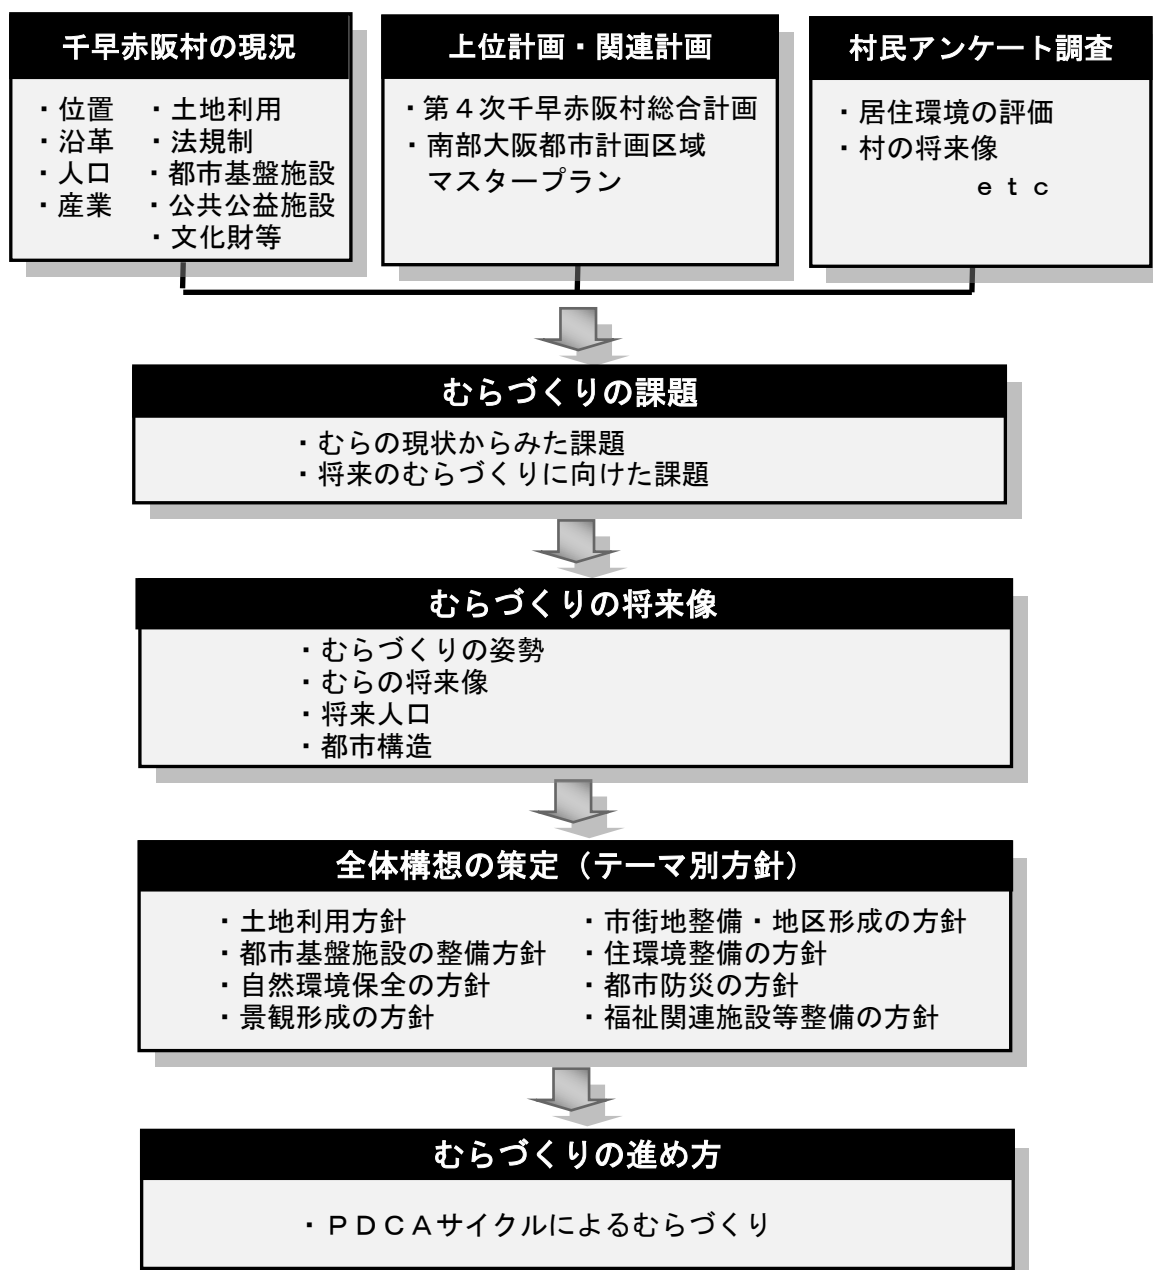 千早赤阪村の現況
・位置　・土地利用
・沿革　・法規制
・人口　・都市基盤施設
・産業　・公共公益施設
・文化財等
上位計画・関連計画
・第４次千早赤阪村総合計画
・南部大阪都市計画区域
マスタープラン
村民アンケート調査
・居住環境の評価
・村の将来像
ｅｔｃ
むらづくりの課題
・むらの現状からみた課題
・将来のむらづくりに向けた課題
むらづくりの将来像
・むらづくりの姿勢
・むらの将来像
・将来人口
・都市構造
全体構想の策定（テーマ別方針）
・土地利用方針　・市街地整備・地区形成の方針
・都市基盤施設の整備方針　・住環境整備の方針
・自然環境保全の方針　・都市防災の方針
・景観形成の方針　・福祉関連施設等整備の方針
むらづくりの進め方
・ＰＤＣＡサイクルによるむらづくり